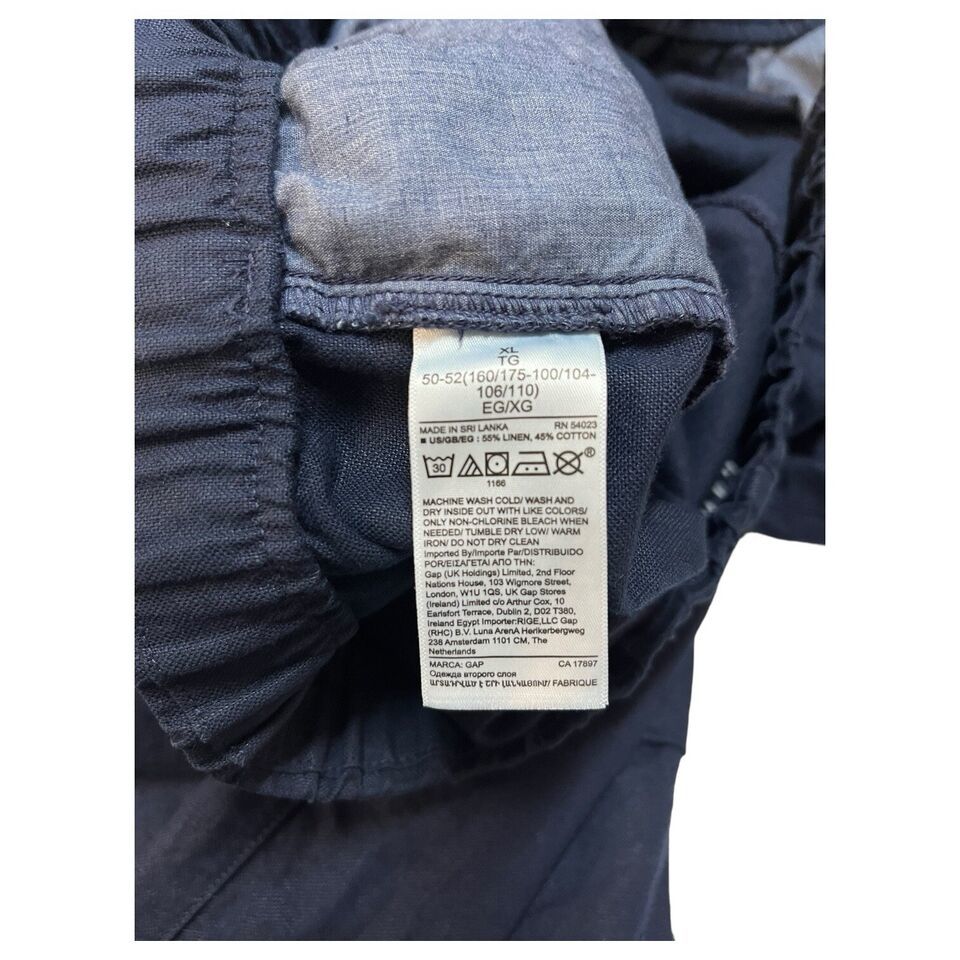 XL
TG
50-52(160/175-100/104-
106/110)
EG/XG
MADE IN SRI LANKA RN 54023
■ US/GB/EG : 55% LINEN, 45% COTTON
30
®
1166
MACHINE WASH COLD/ WASH AND
DRY INSIDE OUT WITH LIKE COLORS/
ONLY NON-CHLORINE BLEACH WHEN
NEEDED/ TUMBLE DRY LOW/ WARM
IRON/ DO NOT DRY CLEAN
Imported By/Importe Par/DISTRIBUIDO
POR/ΕΙΣΑΓΕΤΑΙ ΑΠΟ ΤΗΝ:
Gap (UK Holdings) Limited, 2nd Floor
Nations House, 103 Wigmore Street,
London, W1U 1QS, UK Gap Stores
(Ireland) Limited c/o Arthur Cox, 10
Earlsfort Terrace, Dublin 2, D02 T380,
Ireland Egypt Importer:RIGE,LLC Gap
(RHC) B.V. Luna ArenA Herikerbergweg
238 Amsterdam 1101 CM, The
Netherlands
MARCA: GAP CA 17897
Одежда второго слоя
ԱՐՏԱԴՐՎԱԾ Է ՇՐԻ ԼԱՆԿԱՅՈՒՄ/ FABRIQUE